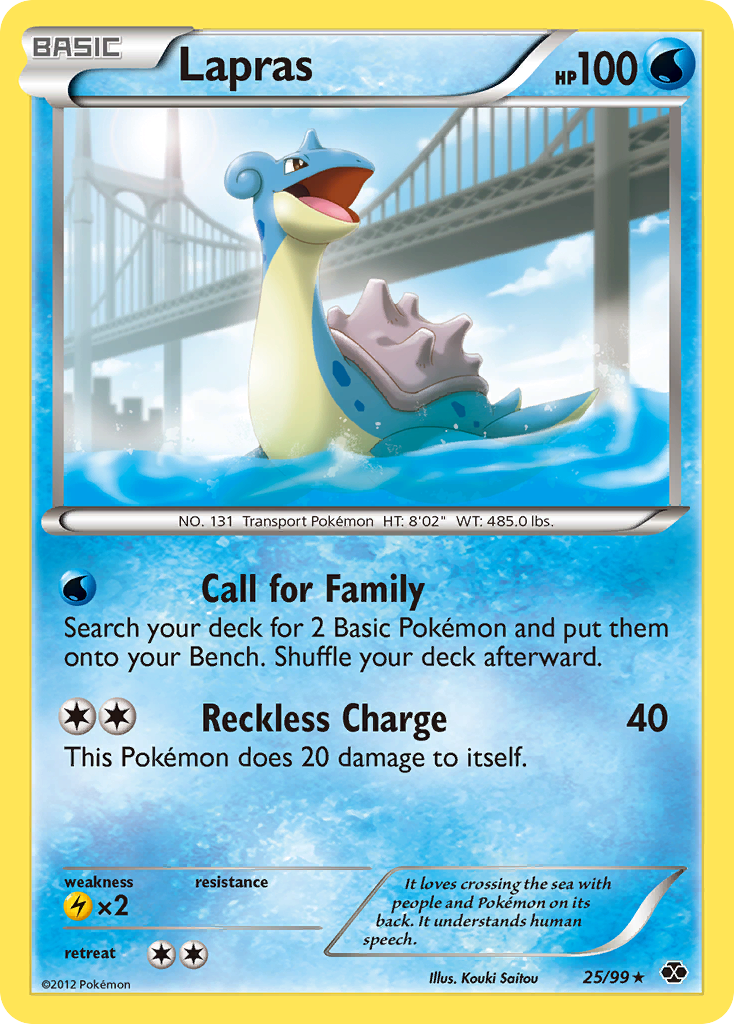 BASIC
Lapras
HP100
NO. 131 Transport Pokémon HT: 8'02" WT: 485.0 lbs.
Call for Family
Search your deck for 2 Basic Pokémon and put them
onto your Bench. Shuffle your deck afterward.
Reckless Charge 40
This Pokémon does 20 damage to itself.
weakness
×2
resistance
retreat
It loves crossing the sea with
people and Pokémon on its
back. It understands human
speech.
©2012 Pokémon
Illus. Kouki Saitou
25/99 ★